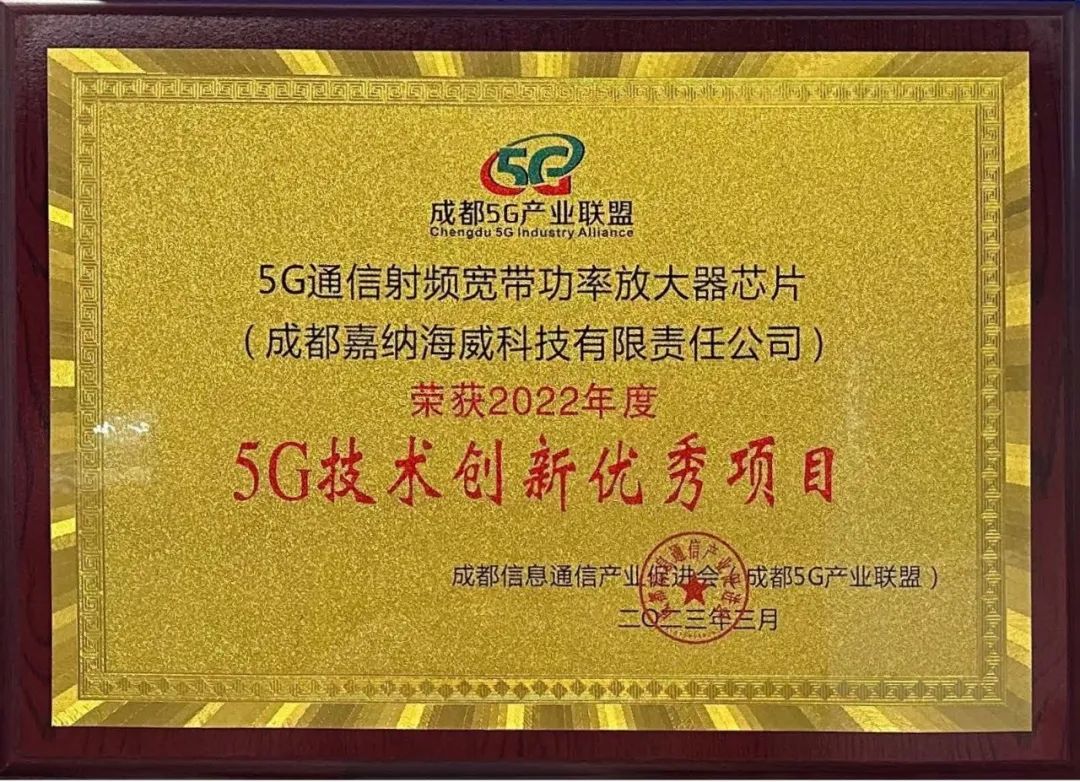 5G
成都5G产业联盟
Chengdu 5G Industry Alliance
5G通信射频宽带功率放大器芯片
（成都嘉纳海威科技有限责任公司）
荣获2022年度
5G技术创新优秀项目
成都信息通信产业促进会（成都5G产业联盟）
二〇二三年三月